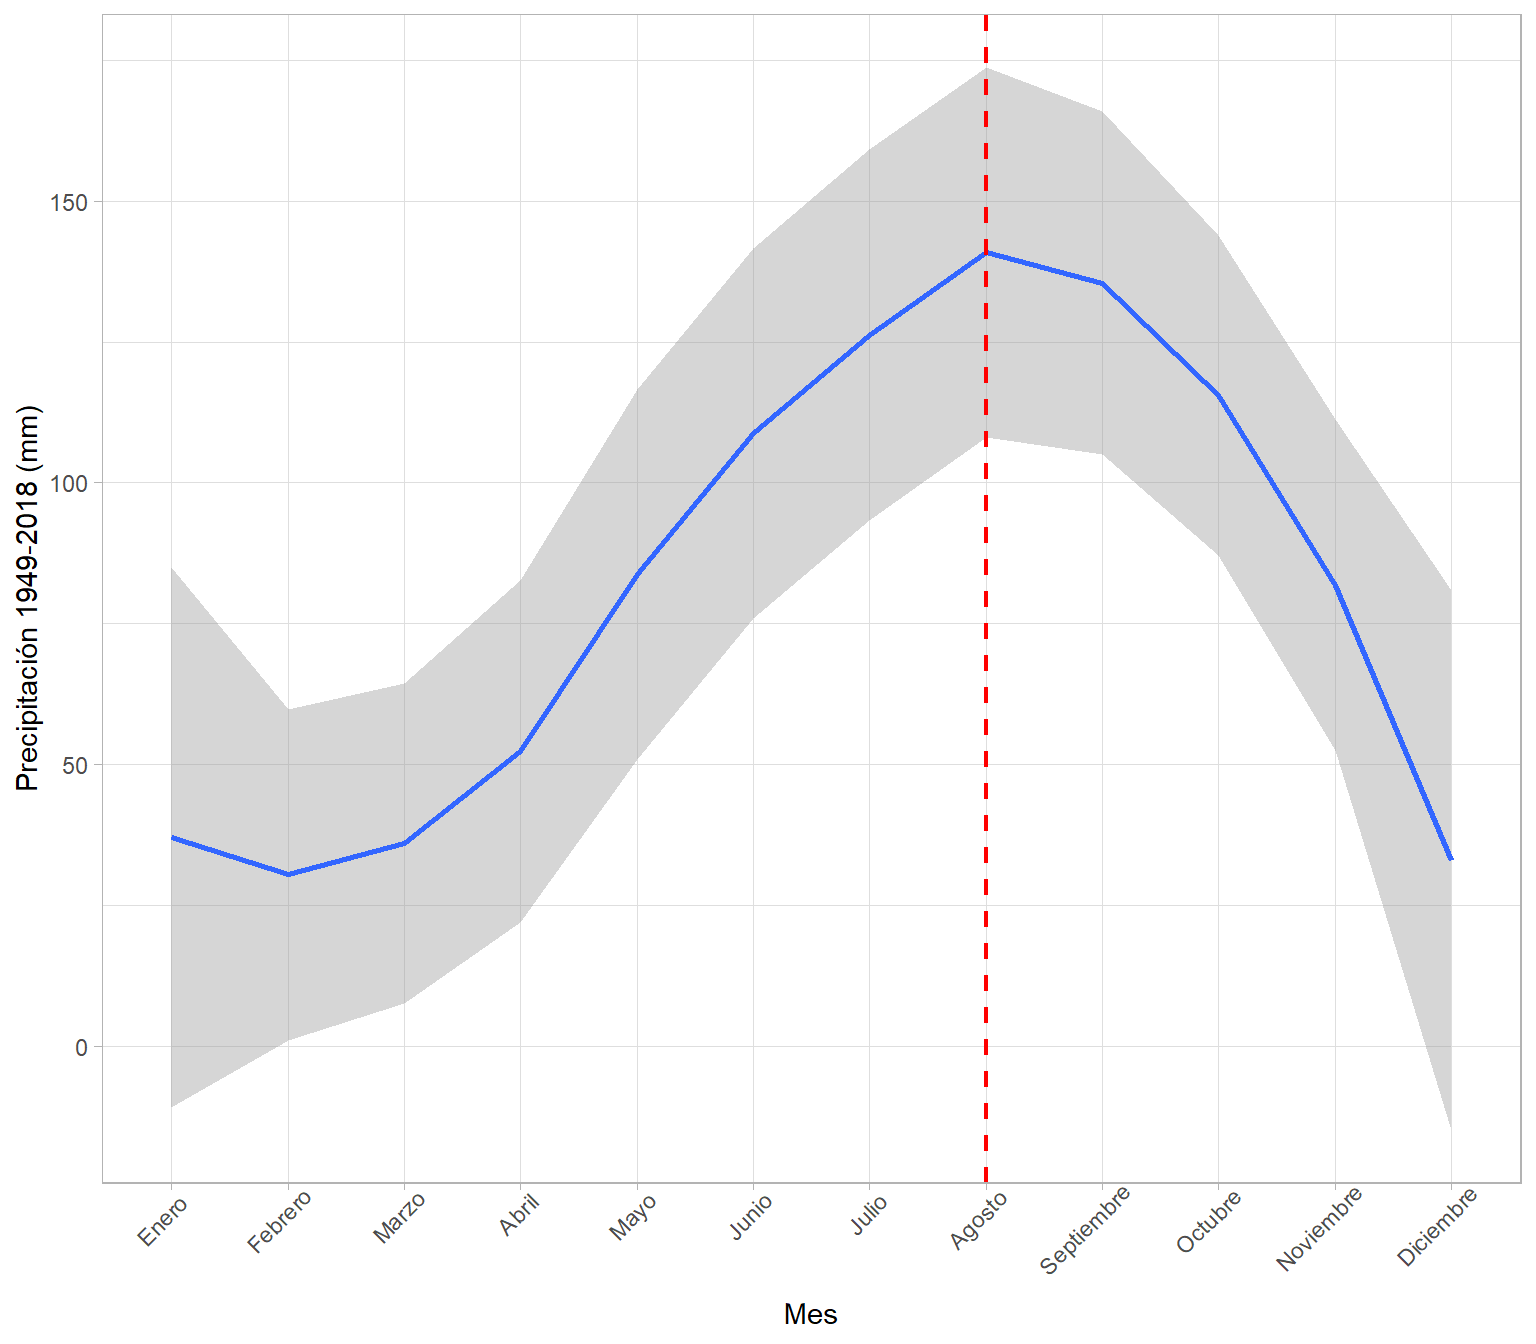 Precipitación 1949-2018 (mm)
150
100
50
0
Enero
Febrero
Marzo
Abril
Mayo
Junio
Julio
Agosto
Septiembre
Octubre
Noviembre
Diciembre
Mes